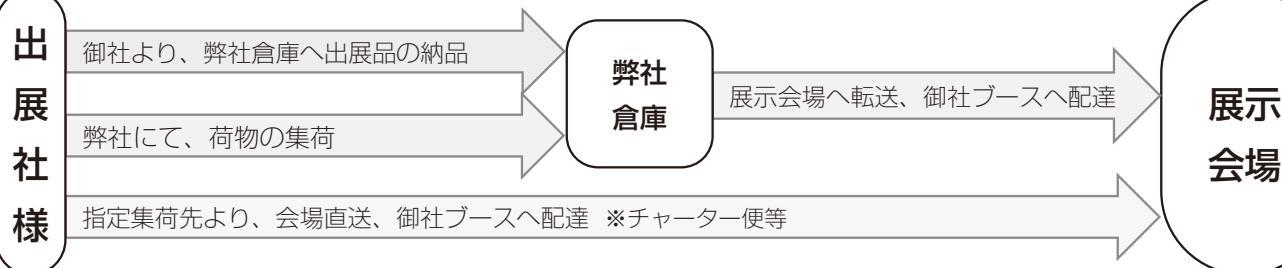 出展社様
御社より、弊社倉庫へ出展品の納品
弊社にて、荷物の集荷
指定集荷先より、会場直送、御社ブースへ配達 ※チャーター便等
弊社
倉庫
展示会場へ転送、御社ブースへ配達
展示
会場